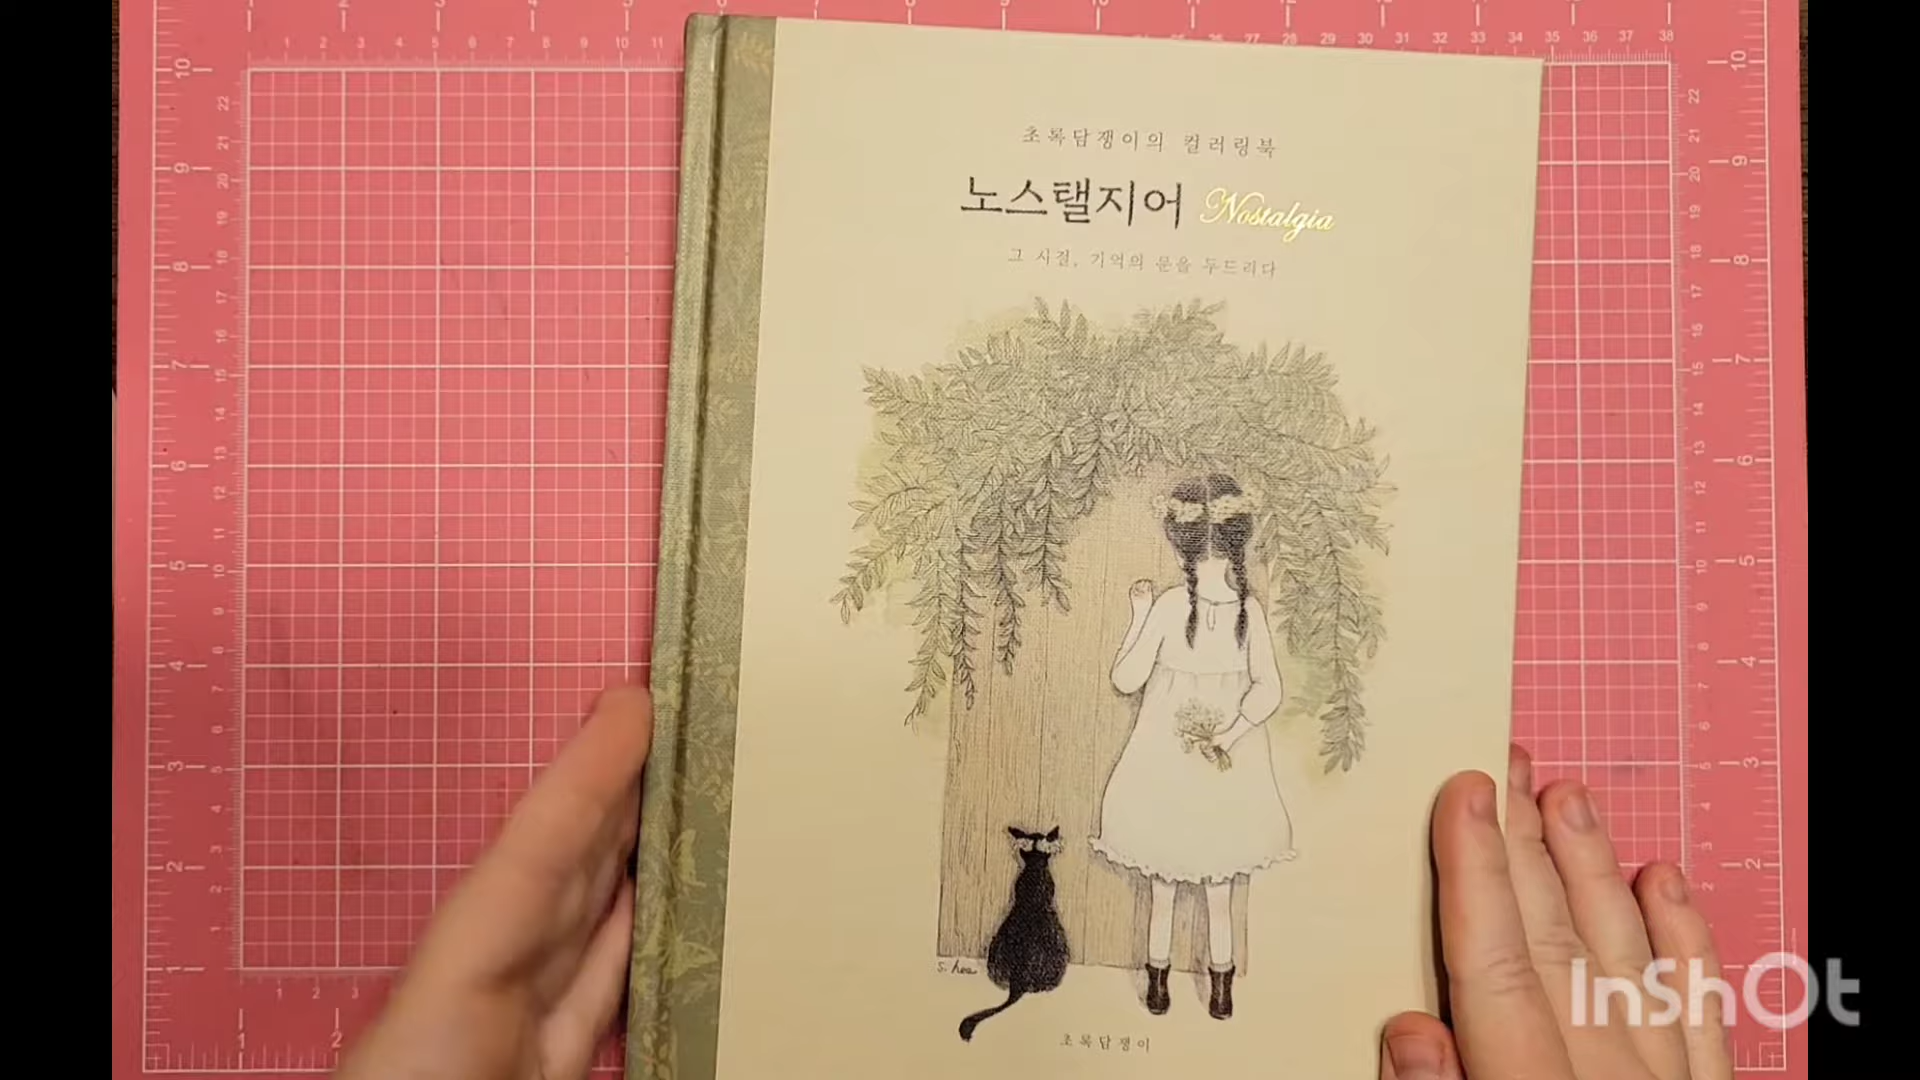 초록담쟁이의 컬러링북
노스탤지어 Nostalgia
그 시절, 기억의 문을 두드리다
S. hee
초록담쟁이
InShOt